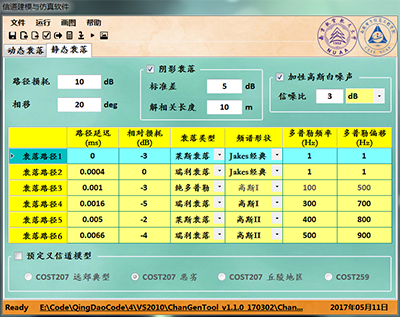 信道建模与仿真软件
文件 运行 画图 帮助
NUAA
动态衰落 静态衰落
路径损耗 10 dB
相移 20 deg
阴影衰落
标准差 5 dB
解相关长度 10 m
加性高斯白噪声
信噪比 3 dB
路径延迟(ms) 相对损耗(dB) 衰落类型 频谱形状 多普勒频率(Hz) 多普勒偏移(Hz)
衰落路径1 0 -3 莱斯衰落 Jakes经典 1 1
衰落路径2 0.0004 0 瑞利衰落 Jakes经典 1 1
衰落路径3 0.001 -3 纯多普勒 高斯I 100 500
衰落路径4 0.0016 -5 瑞利衰落 高斯I 300 700
衰落路径5 0.005 -2 莱斯衰落 高斯II 400 800
衰落路径6 0.0066 -4 瑞利衰落 高斯II 500 900
预定义信道模型
COST207 远郊典型 COST207 恶劣 COST207 丘陵地区 COST259
Ready E:\Code\QingDaoCode\4\VS2010\ChanGenTool_v1.1.0_170302\Chan... 2017年05月11日